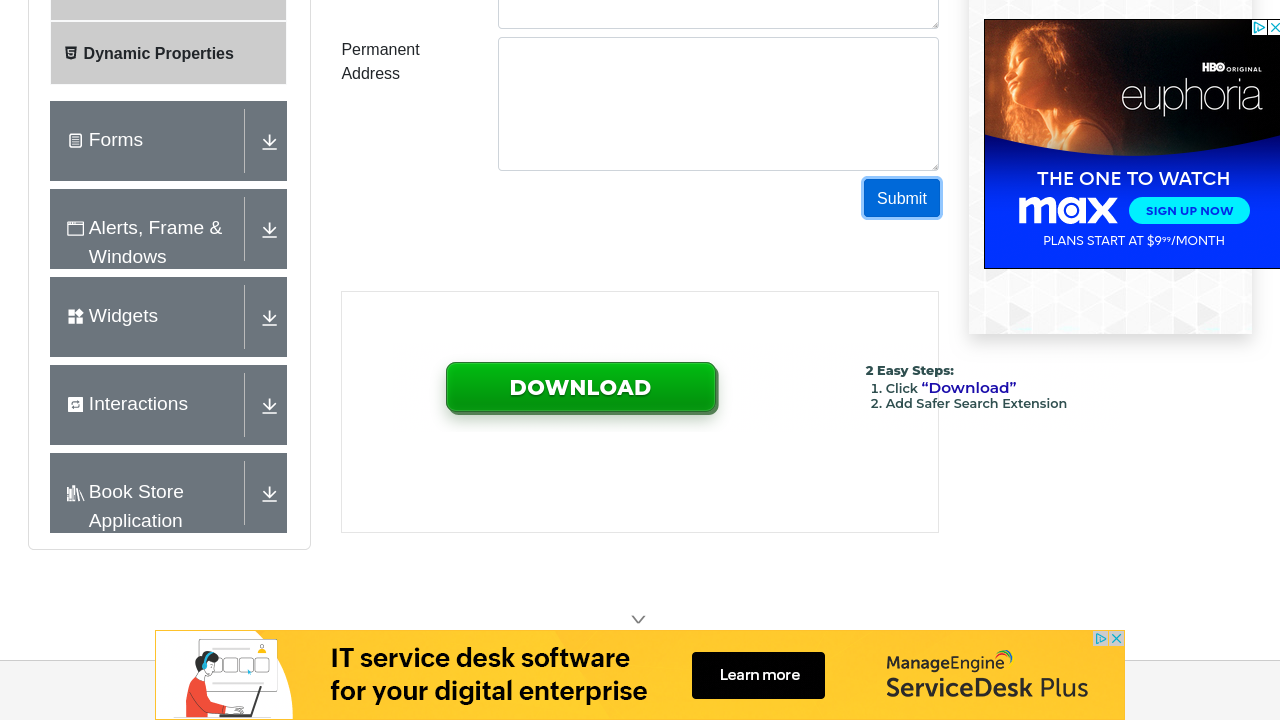 Dynamic Properties
Forms
Alerts, Frame &
Windows
Widgets
Interactions
Book Store
Application
Permanent
Address
Submit
DOWNLOAD
2 Easy Steps:
1. Click “Download”
2. Add Safer Search Extension
HBO ORIGINAL
euphoria
THE ONE TO WATCH
max
SIGN UP NOW
PLANS START AT $9.99/MONTH
IT service desk software
for your digital enterprise
Learn more
ManageEngine
ServiceDesk Plus